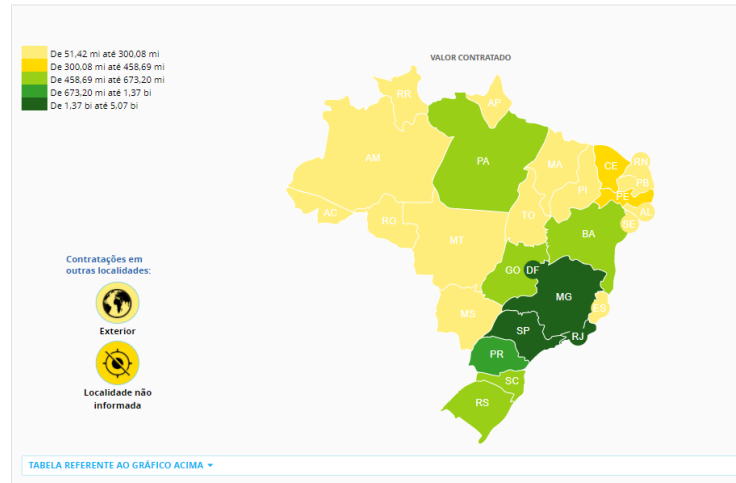 De 51,42 mi até 300,08 mi
De 300,08 mi até 458,69 mi
De 458,69 mi até 673,20 mi
De 673,20 mi até 1,37 bi
De 1,37 bi até 5,07 bi
VALOR CONTRATADO
RR
AP
AM
PA
MA
CE
RN
PI
PB
PE
AC
RO
TO
AL
SE
MT
BA
GO
DF
MG
ES
MS
SP
RJ
PR
SC
RS
Contratações em
outras localidades:
Exterior
Localidade não
informada
TABELA REFERENTE AO GRÁFICO ACIMA